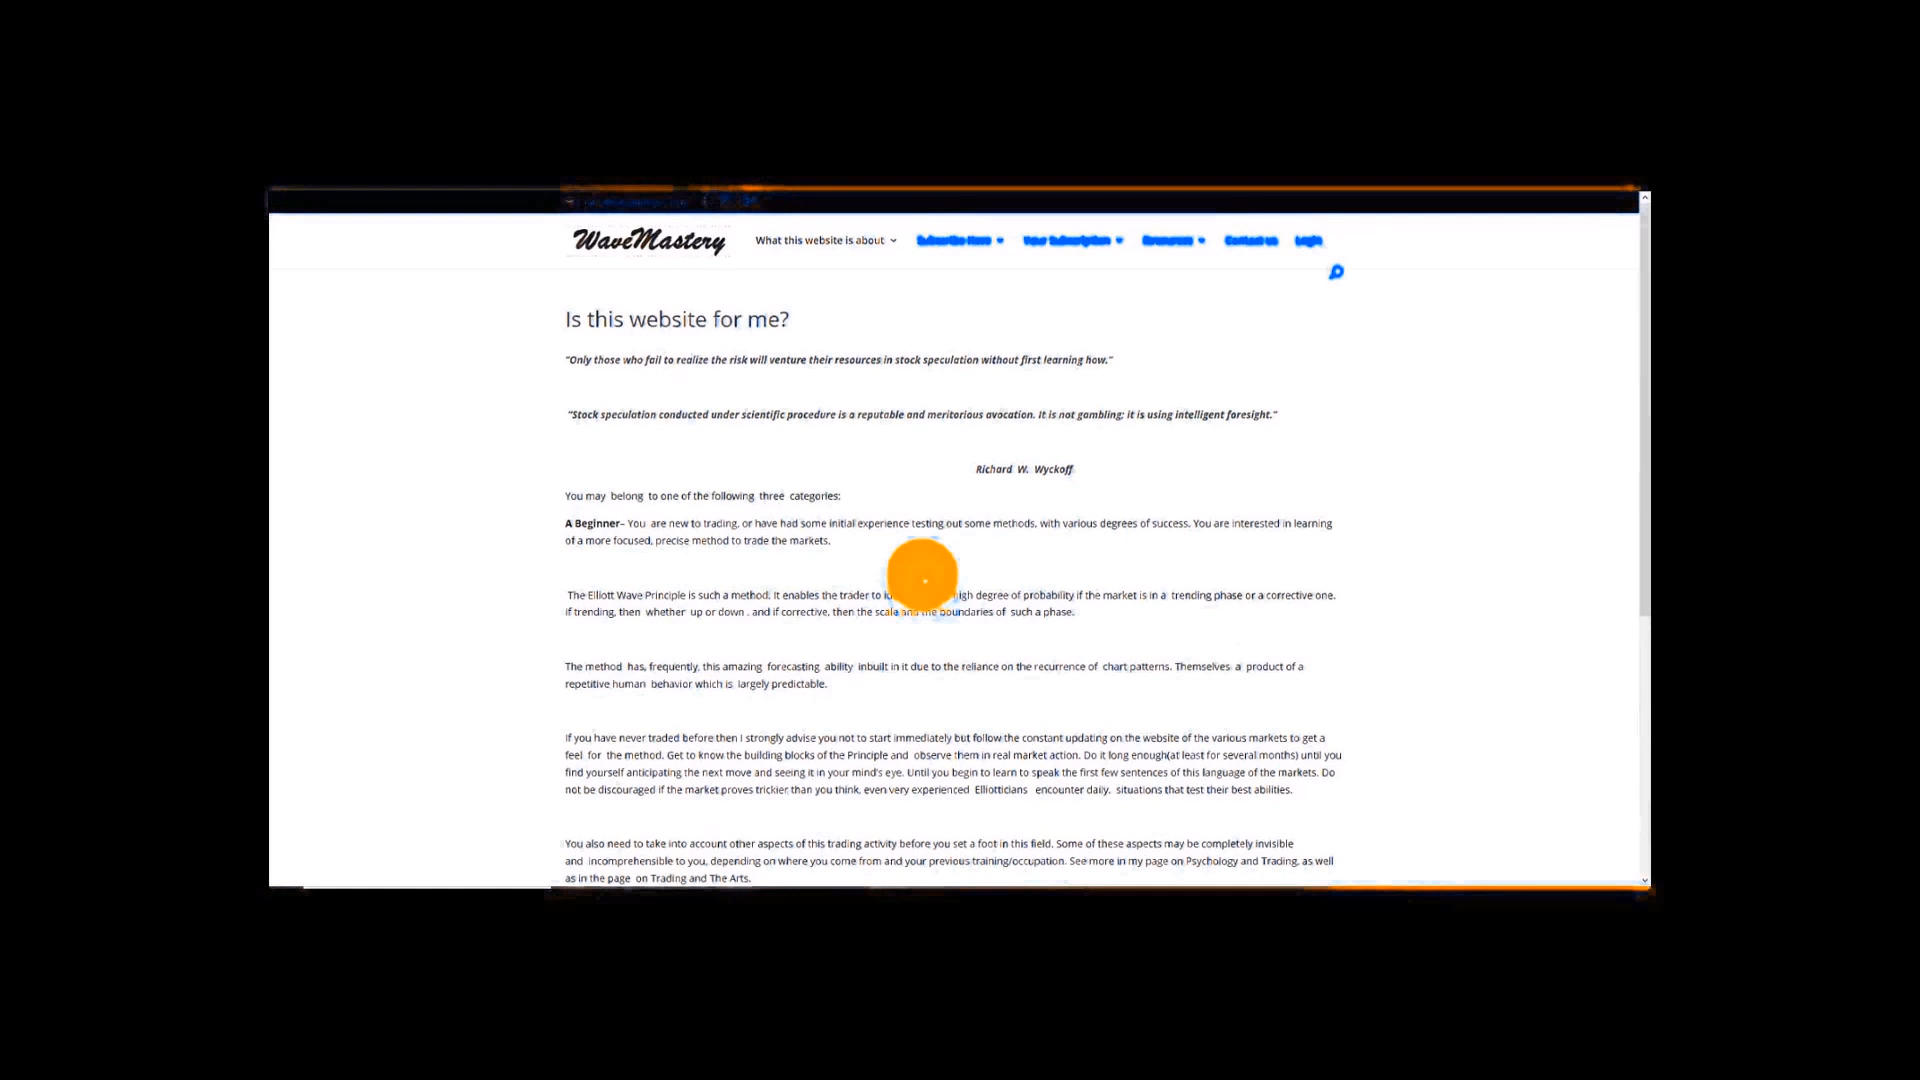 WaveMastery What this website is about Subscribe Here Your Subscription Resources Contact us Login
Is this website for me?
"Only those who fail to realize the risk will venture their resources in stock speculation without first learning how."
"Stock speculation conducted under scientific procedure is a reputable and meritorious avocation. It is not gambling; it is using intelligent foresight."
Richard W. Wyckoff
You may belong to one of the following three categories:
A Beginner– You are new to trading, or have had some initial experience testing out some methods, with various degrees of success. You are interested in learning
of a more focused, precise method to trade the markets.
The Elliott Wave Principle is such a method. It enables the trader to degree of probability if the market is in a trending phase or a corrective one.
if trending, then whether up or down . and if corrective, then the scale and the boundaries of such a phase.
The method has, frequently, this amazing forecasting ability inbuilt in it due to the reliance on the recurrence of chart patterns. Themselves a product of a
repetitive human behavior which is largely predictable.
If you have never traded before then I strongly advise you not to start immediately but follow the constant updating on the website of the various markets to get a
feel for the method. Get to know the building blocks of the Principle and observe them in real market action. Do it long enough(at least for several months) until you
find yourself anticipating the next move and seeing it in your mind's eye. Until you begin to learn to speak the first few sentences of this language of the markets. Do
not be discouraged if the market proves trickier than you think, even very experienced Elliotticians encounter daily, situations that test their best abilities.
You also need to take into account other aspects of this trading activity before you set a foot in this field. Some of these aspects may be completely invisible
and incomprehensible to you, depending on where you come from and your previous training/occupation. See more in my page on Psychology and Trading, as well
as in the page on Trading and The Arts.